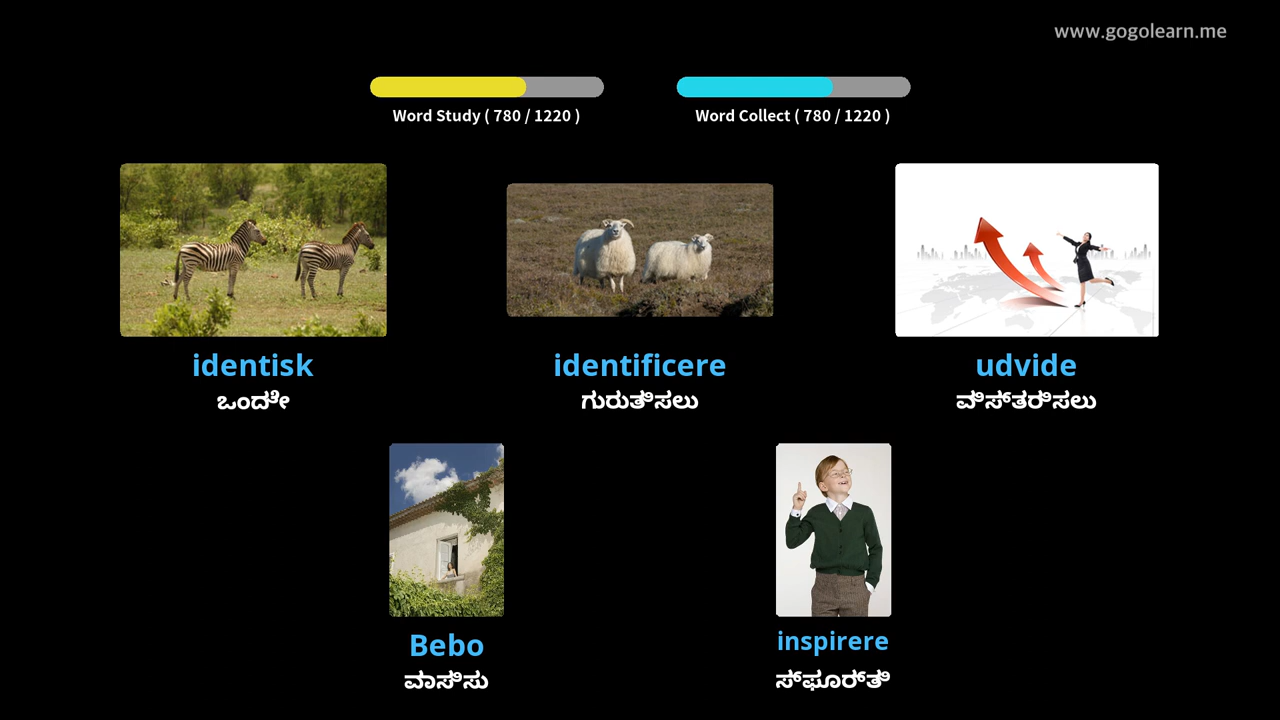 www.gogolearn.me
Word Study ( 780 / 1220 )
Word Collect ( 780 / 1220 )
identisk
identificere
udvide
ಒಂದೇ
ಗುರುತಿಸಲು
ವಿಸ್ತರಿಸಲು
Bebo
inspirere
ವಾಸಿಸು
ಸ್ಫೂರ್ತಿ